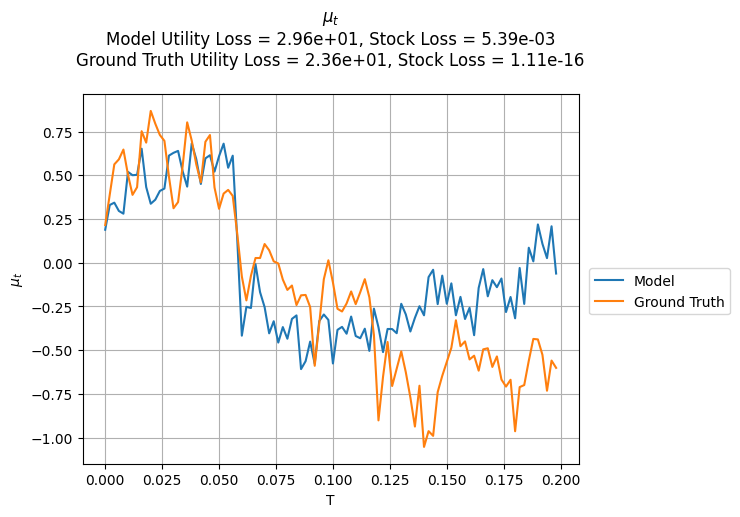 μₜ
Model Utility Loss = 2.96e+01, Stock Loss = 5.39e-03
Ground Truth Utility Loss = 2.36e+01, Stock Loss = 1.11e-16
0.75
0.50
0.25
0.00
−0.25
−0.50
−0.75
−1.00
μₜ
0.000 0.025 0.050 0.075 0.100 0.125 0.150 0.175 0.200
T
Model
Ground Truth